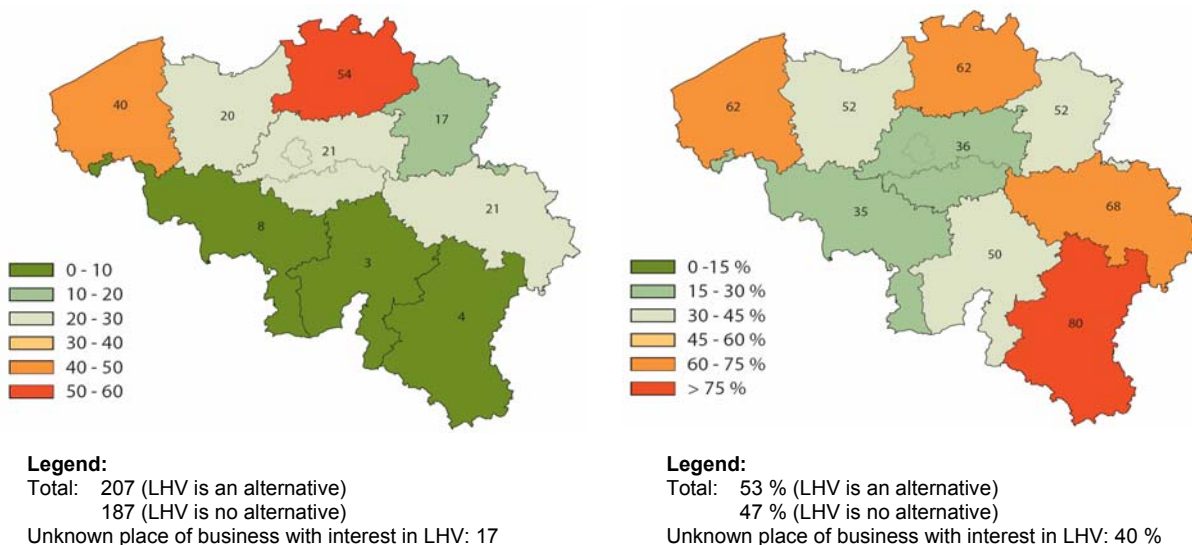 54
40
20
17
21
21
8
3
4
0 - 10
10 - 20
20 - 30
30 - 40
40 - 50
50 - 60
Legend:
Total: 207 (LHV is an alternative)
187 (LHV is no alternative)
Unknown place of business with interest in LHV: 17
62
62
52
52
36
35
68
50
80
0 -15 %
15 - 30 %
30 - 45 %
45 - 60 %
60 - 75 %
> 75 %
Legend:
Total: 53 % (LHV is an alternative)
47 % (LHV is no alternative)
Unknown place of business with interest in LHV: 40 %